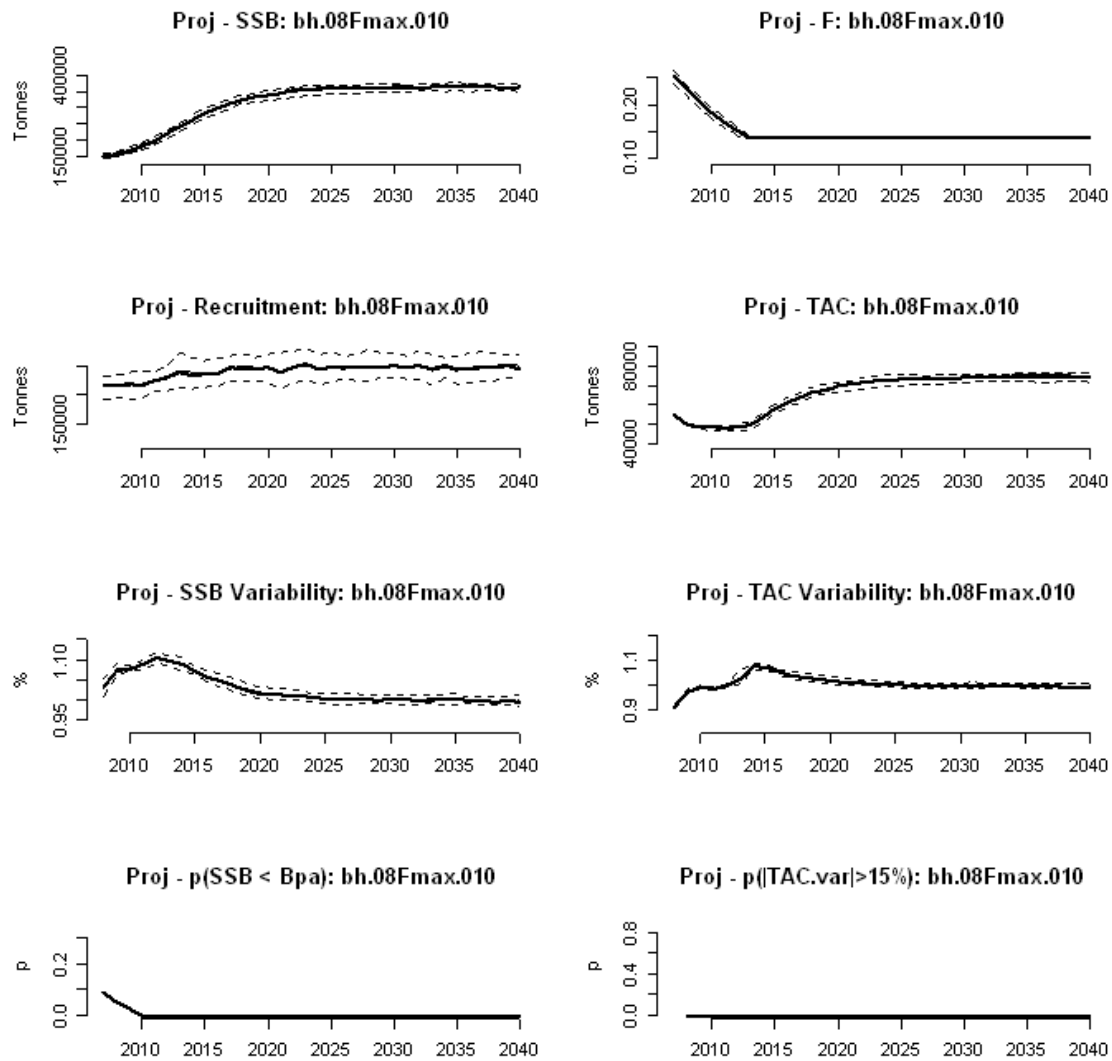 Proj - SSB: bh.08Fmax.010
Tonnes
400000
150000
2010 2015 2020 2025 2030 2035 2040
Proj - F: bh.08Fmax.010
0.20
0.10
2010 2015 2020 2025 2030 2035 2040
Proj - Recruitment: bh.08Fmax.010
Tonnes
150000
2010 2015 2020 2025 2030 2035 2040
Proj - TAC: bh.08Fmax.010
Tonnes
80000
40000
2010 2015 2020 2025 2030 2035 2040
Proj - SSB Variability: bh.08Fmax.010
%
1.10
0.95
2010 2015 2020 2025 2030 2035 2040
Proj - TAC Variability: bh.08Fmax.010
%
1.1
0.9
2010 2015 2020 2025 2030 2035 2040
Proj - p(SSB < Bpa): bh.08Fmax.010
p
0.2
0.0
2010 2015 2020 2025 2030 2035 2040
Proj - p(|TAC.var|>15%): bh.08Fmax.010
p
0.8
0.4
0.0
2010 2015 2020 2025 2030 2035 2040